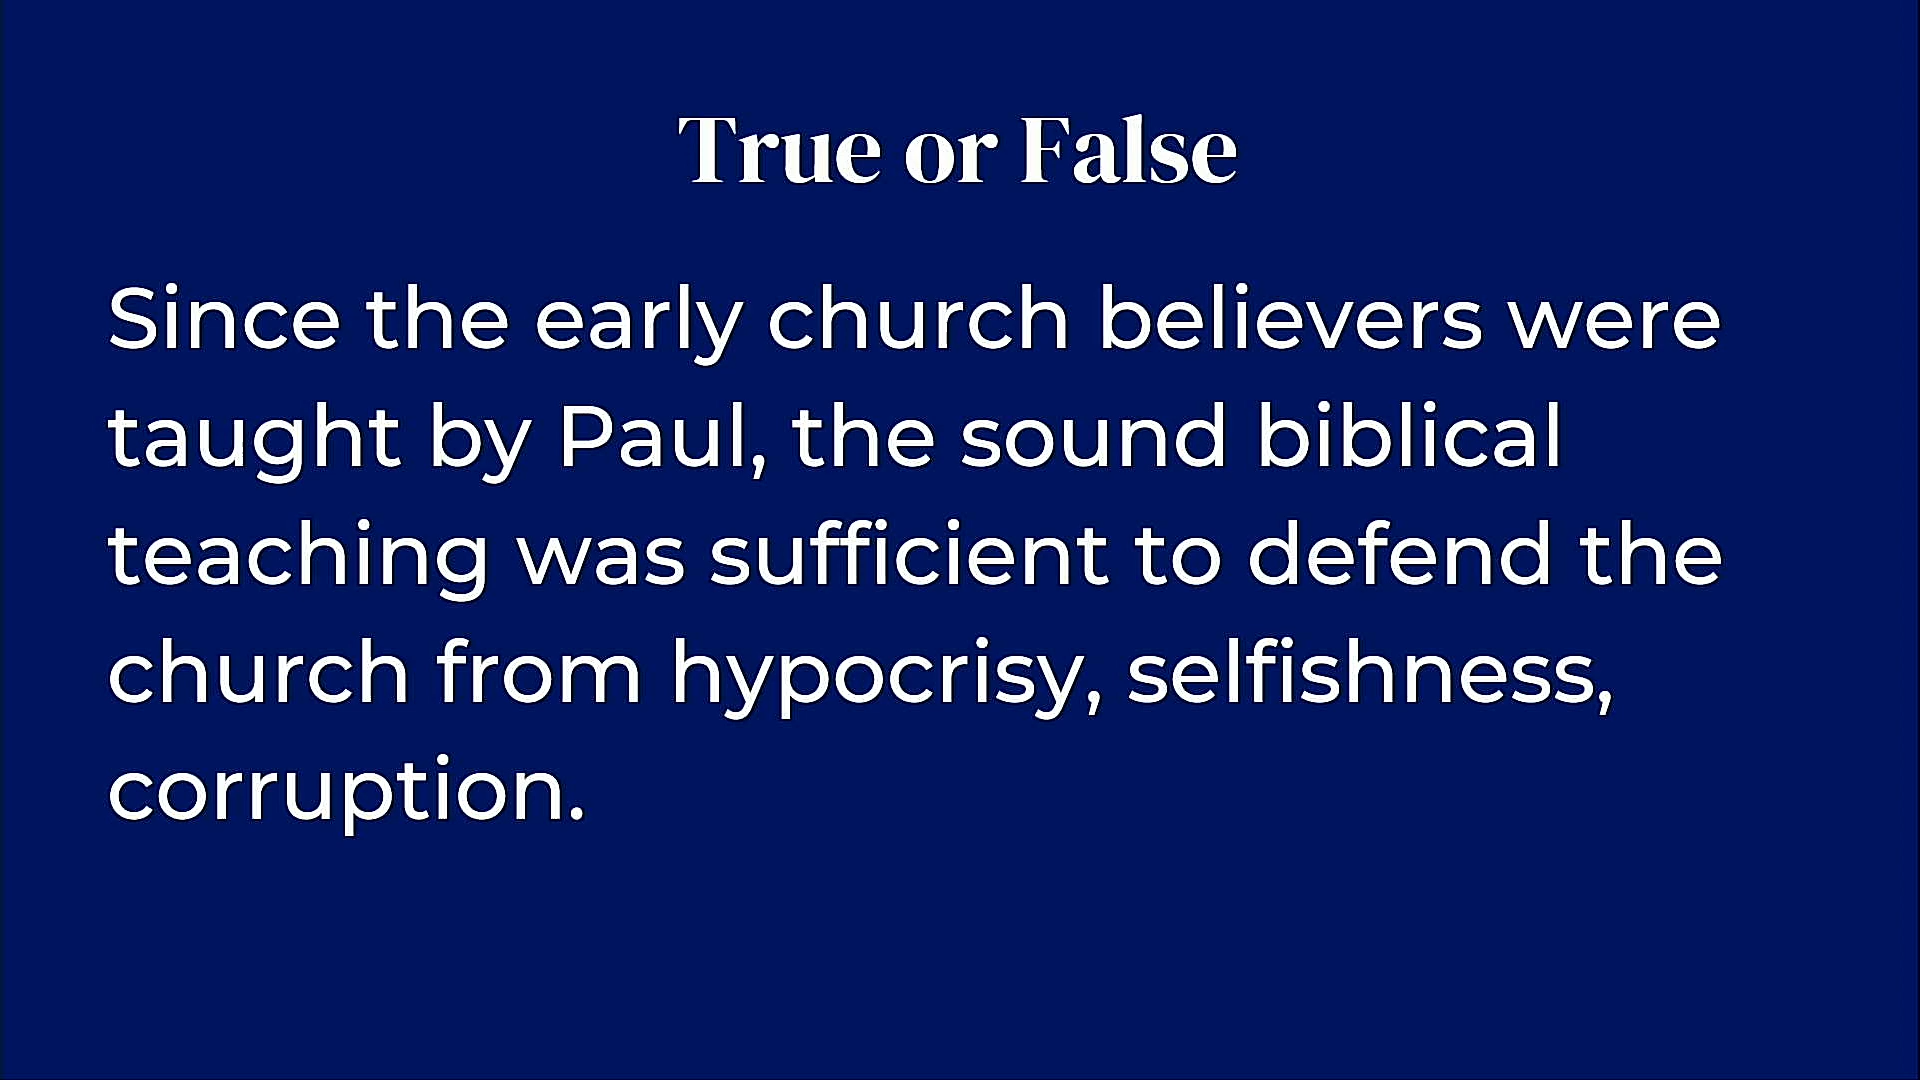 True or False
Since the early church believers were
taught by Paul, the sound biblical
teaching was sufficient to defend the
church from hypocrisy, selfishness,
corruption.